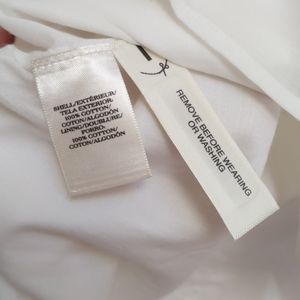 SHELL/EXTÉRIEUR/
TELA EXTERIOR
100% COTTON/
COTON/ALGODÓN
LINING/DOUBLURE/
FORRO:
100% COTTON/
COTON/ALGODÓN
REMOVE BEFORE WEARING
OR WASHING